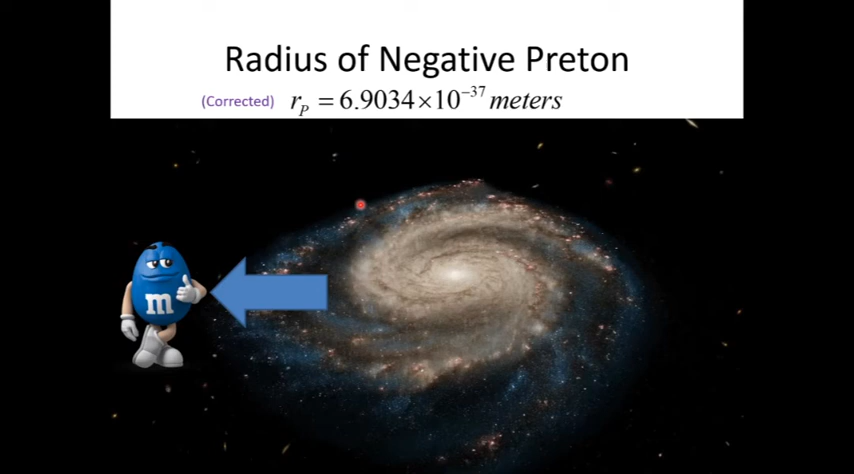 Radius of Negative Preton
(Corrected) r_P = 6.9034×10^−37 meters
m